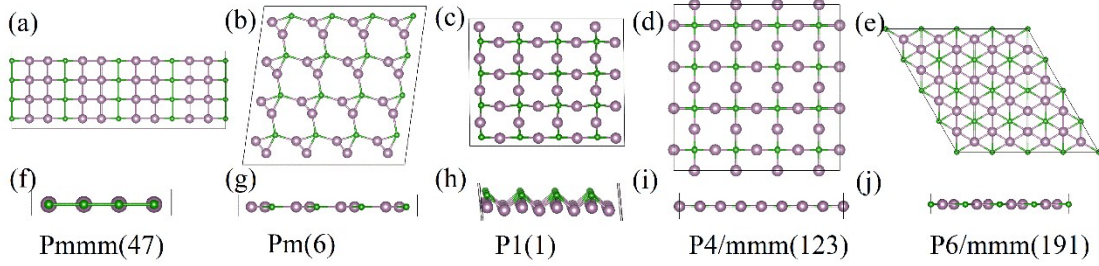 (a) (b) (c) (d) (e)
(f) (g) (h) (i) (j)
Pmmm(47) Pm(6) P1(1) P4/mmm(123) P6/mmm(191)